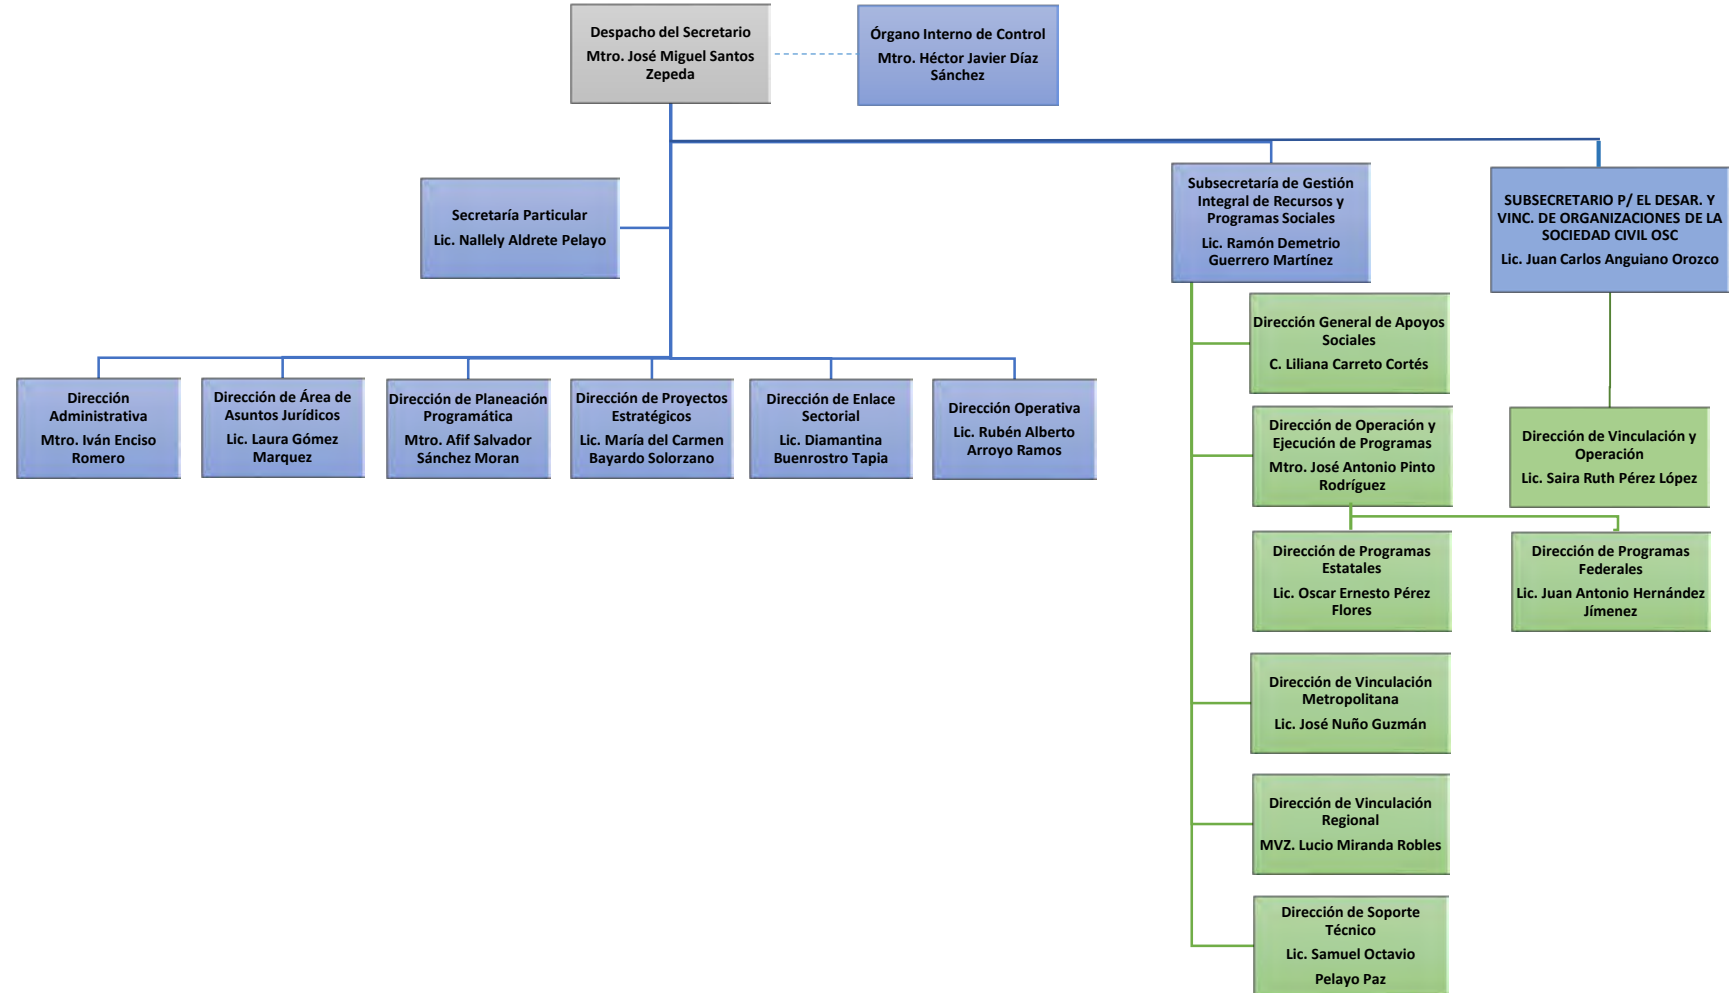 Despacho del Secretario
Mtro. José Miguel Santos
Zepeda
Órgano Interno de Control
Mtro. Héctor Javier Díaz
Sánchez
Secretaría Particular
Lic. Nallely Aldrete Pelayo
Subsecretaría de Gestión
Integral de Recursos y
Programas Sociales
Lic. Ramón Demetrio
Guerrero Martínez
SUBSECRETARIO P/ EL DESAR. Y
VINC. DE ORGANIZACIONES DE LA
SOCIEDAD CIVIL OSC
Lic. Juan Carlos Anguiano Orozco
Dirección
Administrativa
Mtro. Iván Enciso
Romero
Dirección de Área de
Asuntos Jurídicos
Lic. Laura Gómez
Marquez
Dirección de Planeación
Programática
Mtro. Afif Salvador
Sánchez Moran
Dirección de Proyectos
Estratégicos
Lic. María del Carmen
Bayardo Solorzano
Dirección de Enlace
Sectorial
Lic. Diamantina
Buenrostro Tapia
Dirección Operativa
Lic. Rubén Alberto
Arroyo Ramos
Dirección General de Apoyos
Sociales
C. Liliana Carreto Cortés
Dirección de Operación y
Ejecución de Programas
Mtro. José Antonio Pinto
Rodríguez
Dirección de Vinculación y
Operación
Lic. Saira Ruth Pérez López
Dirección de Programas
Estatales
Lic. Oscar Ernesto Pérez
Flores
Dirección de Programas
Federales
Lic. Juan Antonio Hernández
Jímenez
Dirección de Vinculación
Metropolitana
Lic. José Nuño Guzmán
Dirección de Vinculación
Regional
MVZ. Lucio Miranda Robles
Dirección de Soporte
Técnico
Lic. Samuel Octavio
Pelayo Paz